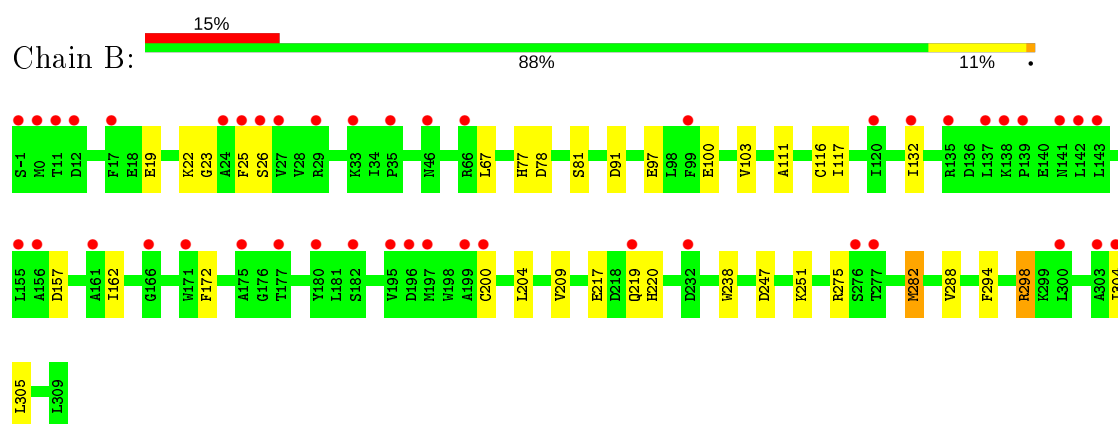 15%
Chain B:
88% 11% •
S-1 M0 T11 D12 F17 E18 E19 K22 G23 A24 F25 S26 V27 V28 R29 K33 I34 P35 N46 R66 L67 H77 D78 S81 D91 E97 L98 F99 E100 V103 A111 C116 I117 I120 I132 R135 D136 L137 K138 P139 E140 N141 L142 L143
L155 A156 D157 A161 I162 G166 W171 F172 A175 G176 T177 Y180 L181 S182 V195 D196 M197 W198 A199 C200 L204 V209 E217 D218 Q219 H220 D232 W238 D247 K251 R275 S276 T277 M282 V288 F294 R298 K299 L300 A303 I304
L305 L309